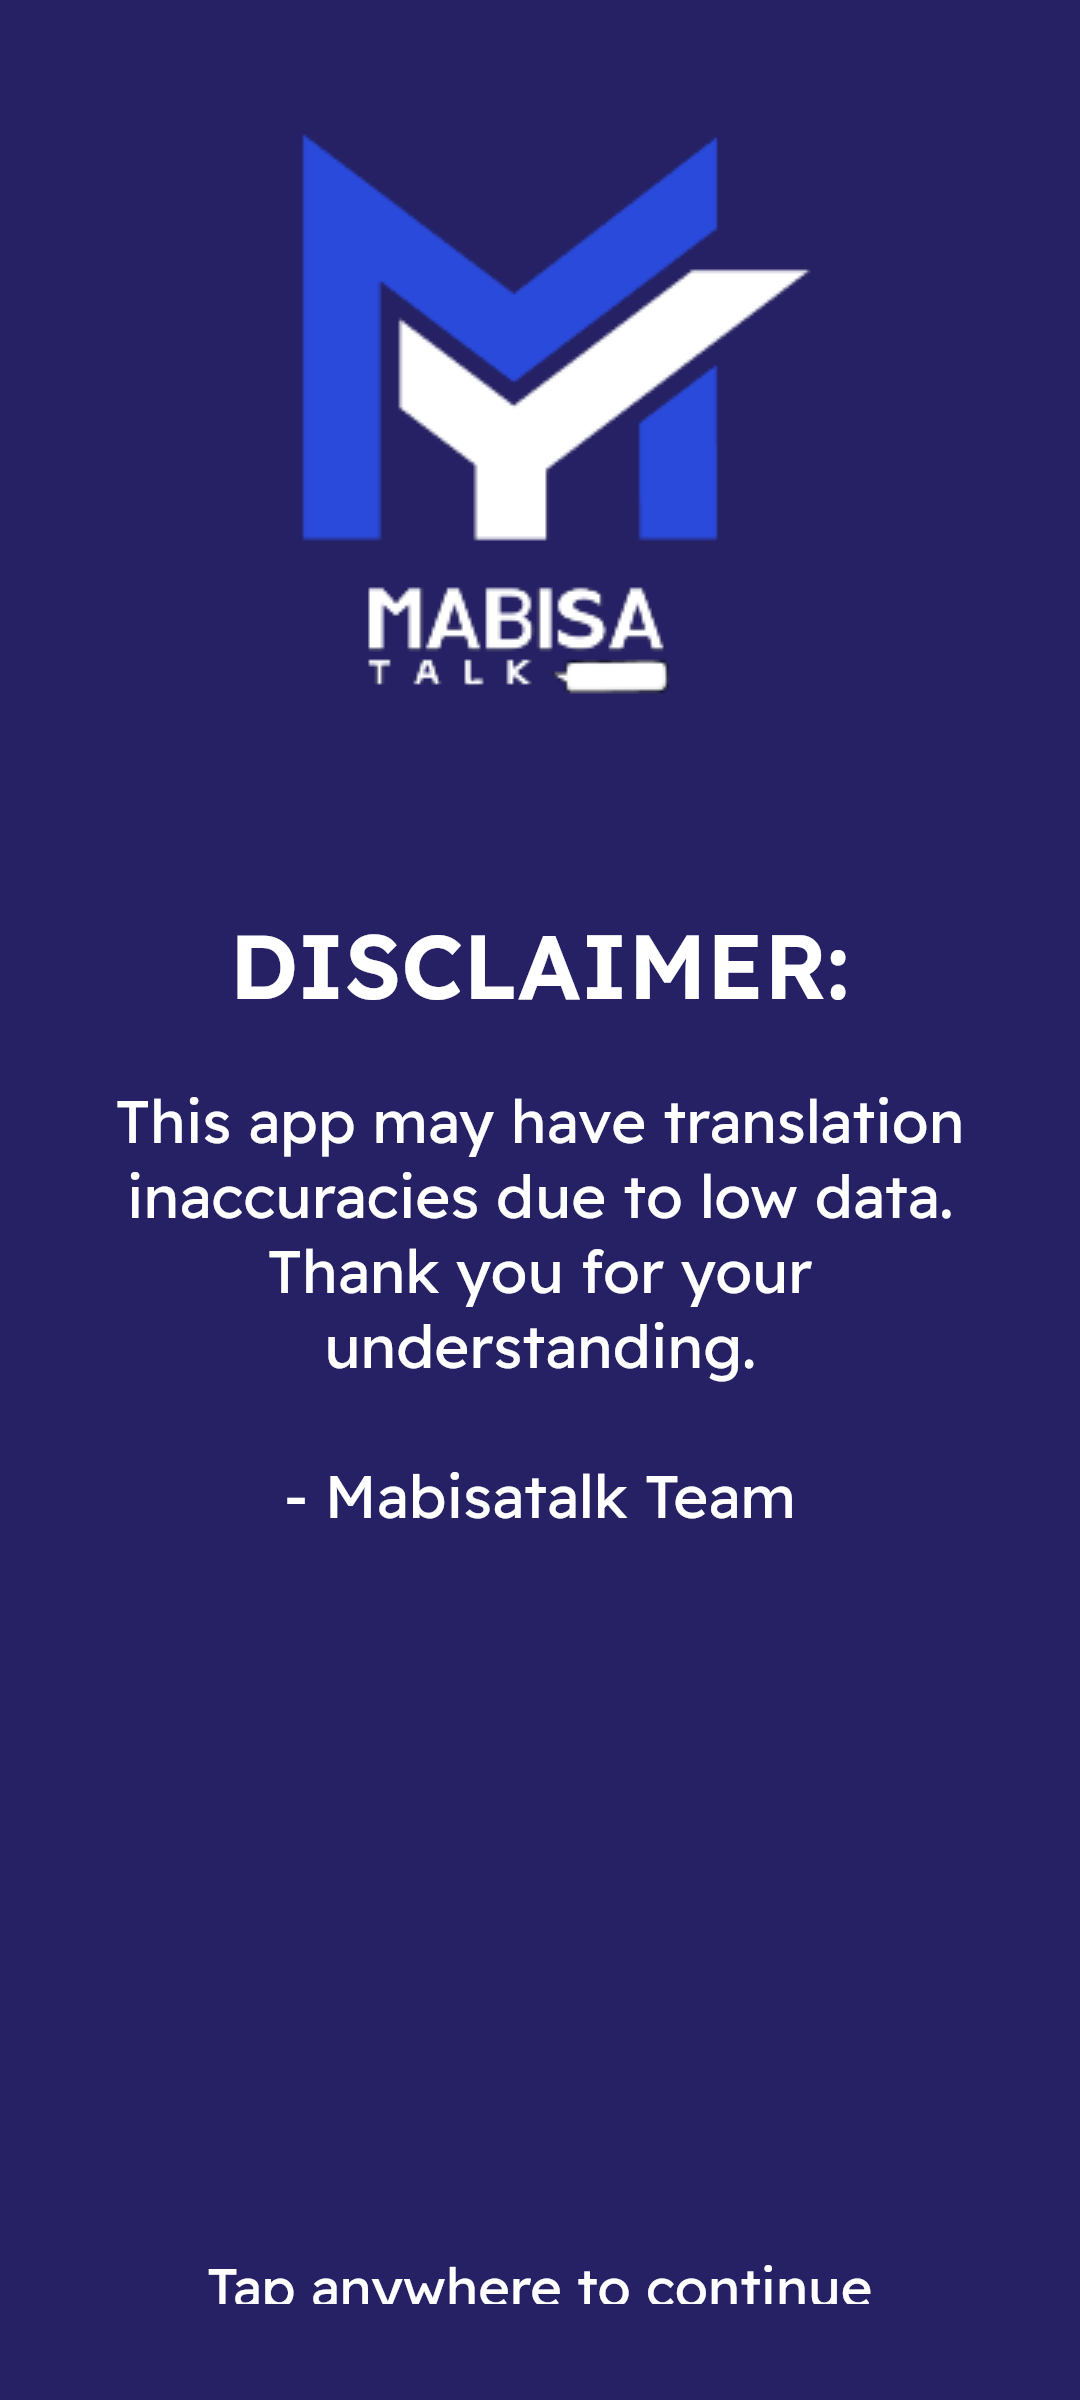 MABISA
TALK
DISCLAIMER:
This app may have translation
inaccuracies due to low data.
Thank you for your
understanding.
- Mabisatalk Team
Tap anywhere to continue